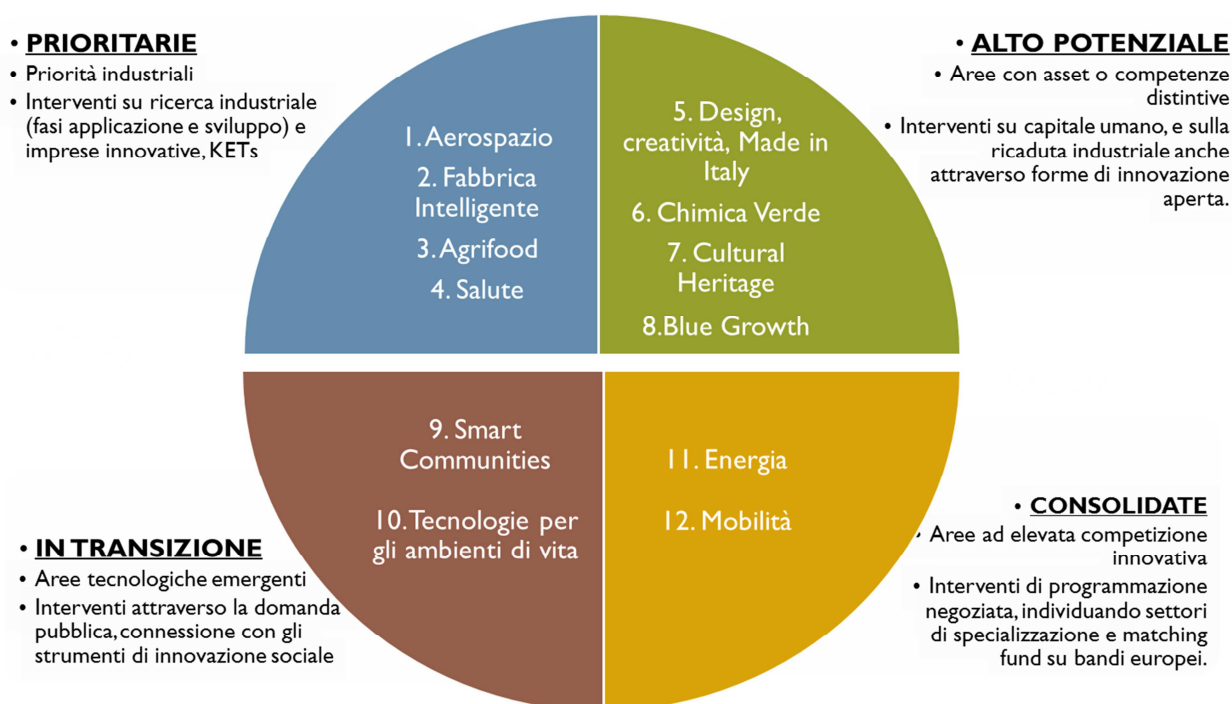 • PRIORITARIE
• Priorità industriali
• Interventi su ricerca industriale
(fasi applicazione e sviluppo) e
imprese innovative, KETs
1. Aerospazio
2. Fabbrica
Intelligente
3. Agrifood
4. Salute
5. Design,
creatività, Made in
Italy
6. Chimica Verde
7. Cultural
Heritage
8.Blue Growth
• ALTO POTENZIALE
• Aree con asset o competenze
distintive
• Interventi su capitale umano, e sulla
ricaduta industriale anche
attraverso forme di innovazione
aperta.
• IN TRANSIZIONE
• Aree tecnologiche emergenti
• Interventi attraverso la domanda
pubblica, connessione con gli
strumenti di innovazione sociale
9. Smart
Communities
10. Tecnologie per
gli ambienti di vita
11. Energia
12. Mobilità
• CONSOLIDATE
• Aree ad elevata competizione
innovativa
• Interventi di programmazione
negoziata, individuando settori
di specializzazione e matching
fund su bandi europei.